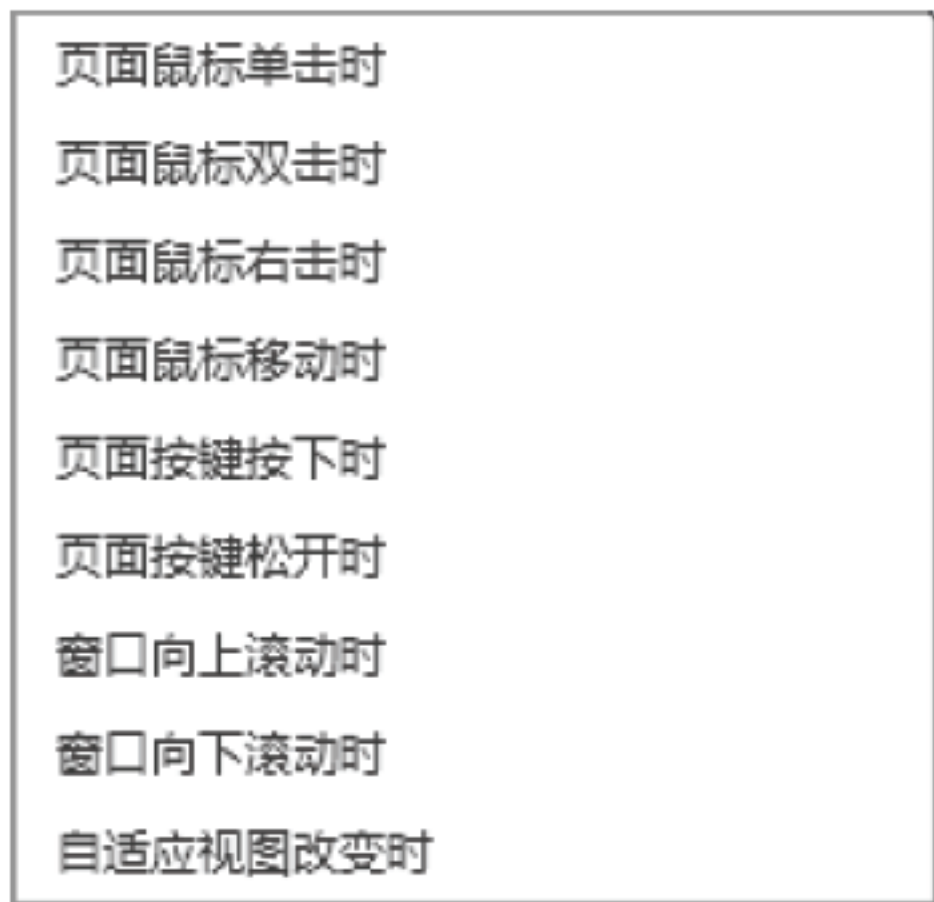 页面鼠标单击时
页面鼠标双击时
页面鼠标右击时
页面鼠标移动时
页面按键按下时
页面按键松开时
窗口向上滚动时
窗口向下滚动时
自适应视图改变时